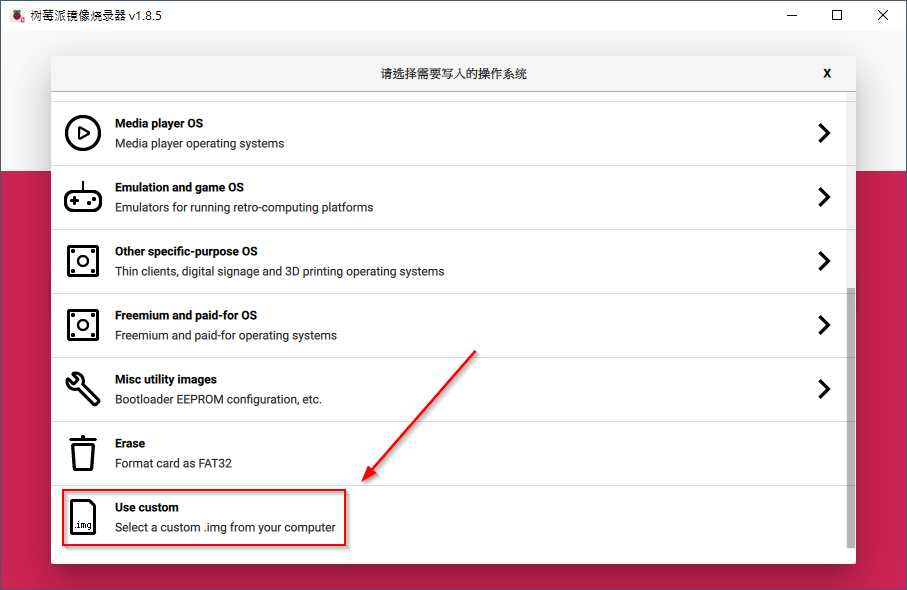 树莓派镜像烧录器 v1.8.5
请选择需要写入的操作系统
X
Media player OS
Media player operating systems
Emulation and game OS
Emulators for running retro-computing platforms
Other specific-purpose OS
Thin clients, digital signage and 3D printing operating systems
Freemium and paid-for OS
Freemium and paid-for operating systems
Misc utility images
Bootloader EEPROM configuration, etc.
Erase
Format card as FAT32
.img
Use custom
Select a custom .img from your computer